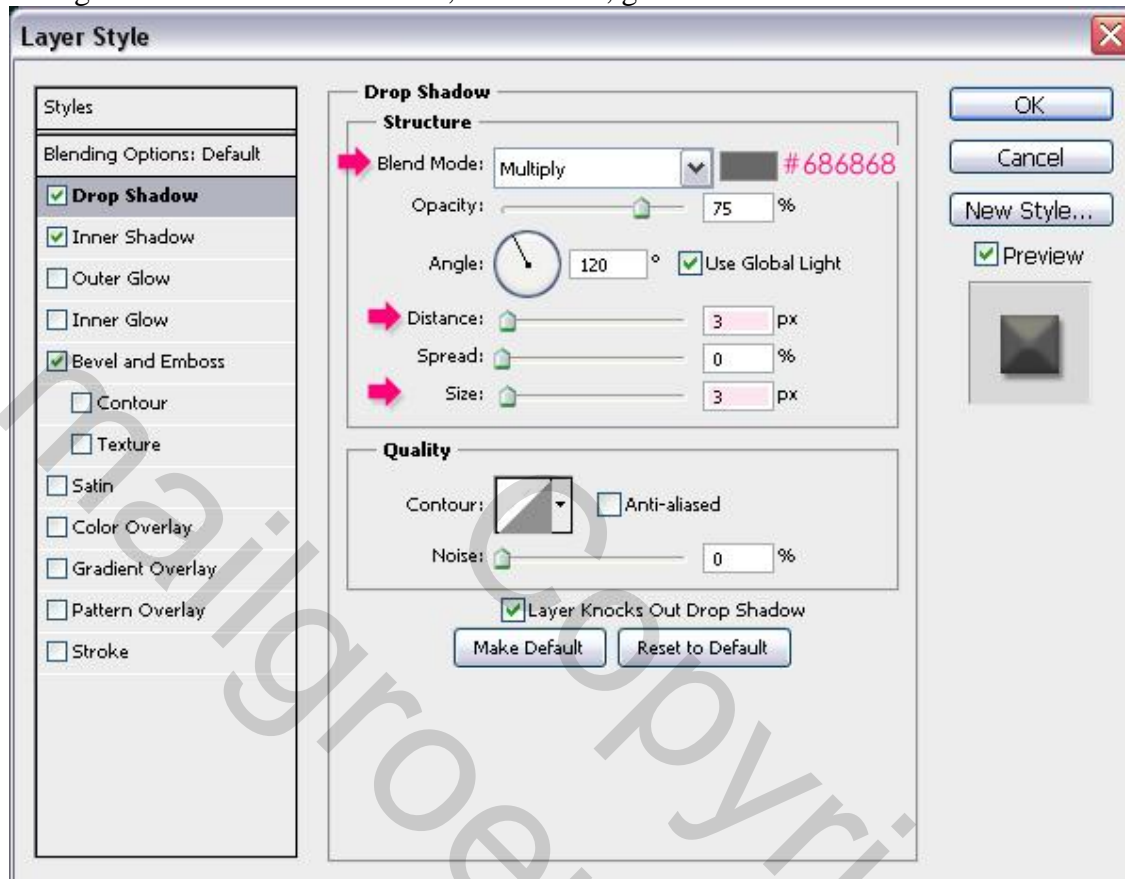 Layer Style
Styles
Blending Options: Default
Drop Shadow
Inner Shadow
Outer Glow
Inner Glow
Bevel and Emboss
Contour
Texture
Satin
Color Overlay
Gradient Overlay
Pattern Overlay
Stroke
Drop Shadow
Structure
Blend Mode: Multiply #686868
Opacity: 75 %
Angle: 120 ° Use Global Light
Distance: 3 px
Spread: 0 %
Size: 3 px
Quality
Contour: Anti-aliased
Noise: 0 %
Layer Knocks Out Drop Shadow
Make Default Reset to Default
OK
Cancel
New Style...
Preview
mailgroe
Copyri